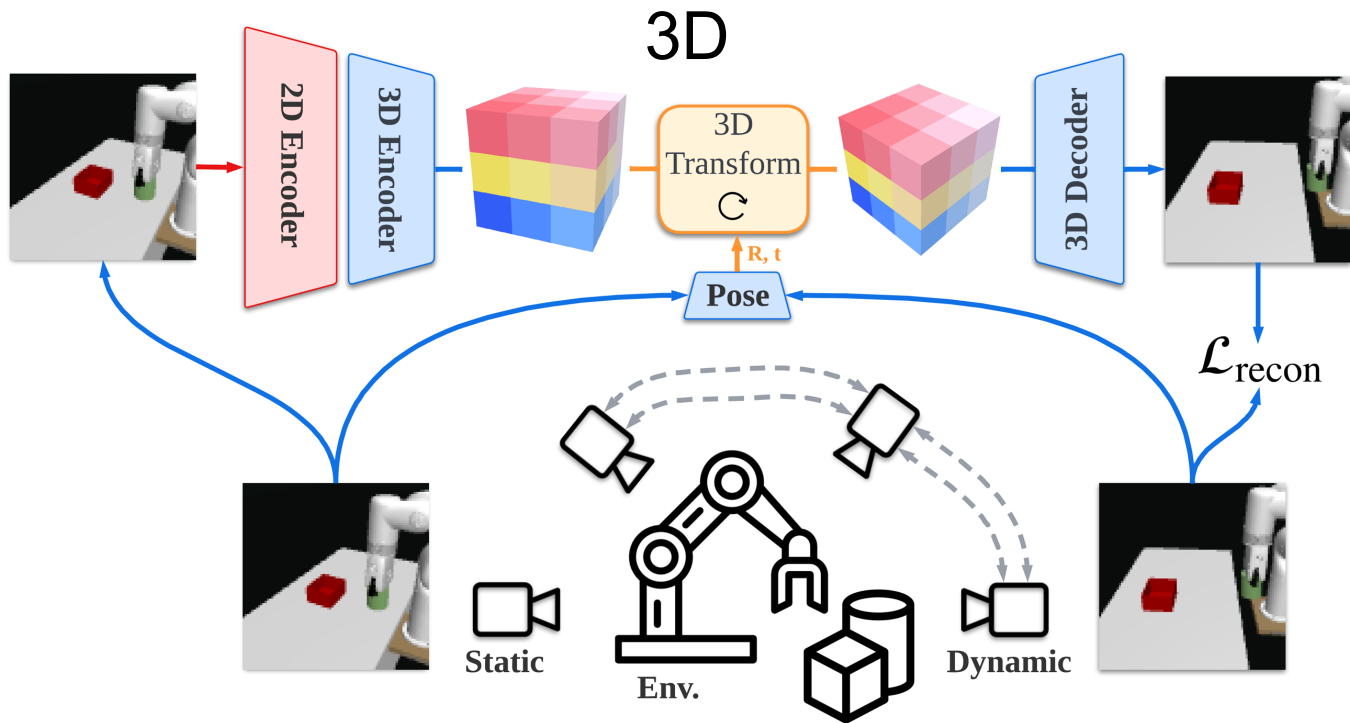 3D
2D Encoder
3D Encoder
3D
Transform
3D Decoder
R, t
Pose
ℒrecon
Static
Env.
Dynamic